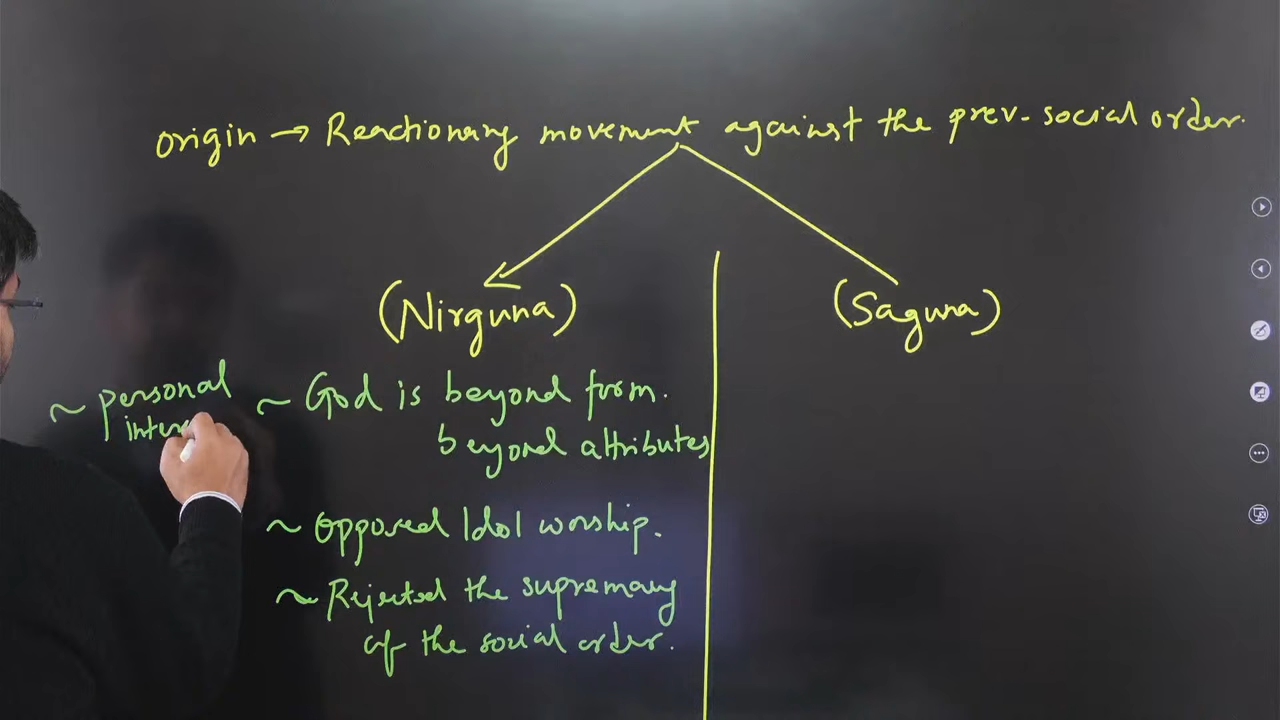 origin → Reactionary movement against the prev. social order.
(Nirguna)
(Saguna)
~ personal
~ God is beyond form.
beyond attributes
~ opposed Idol worship.
~ Rejected the supremacy
of the social order.